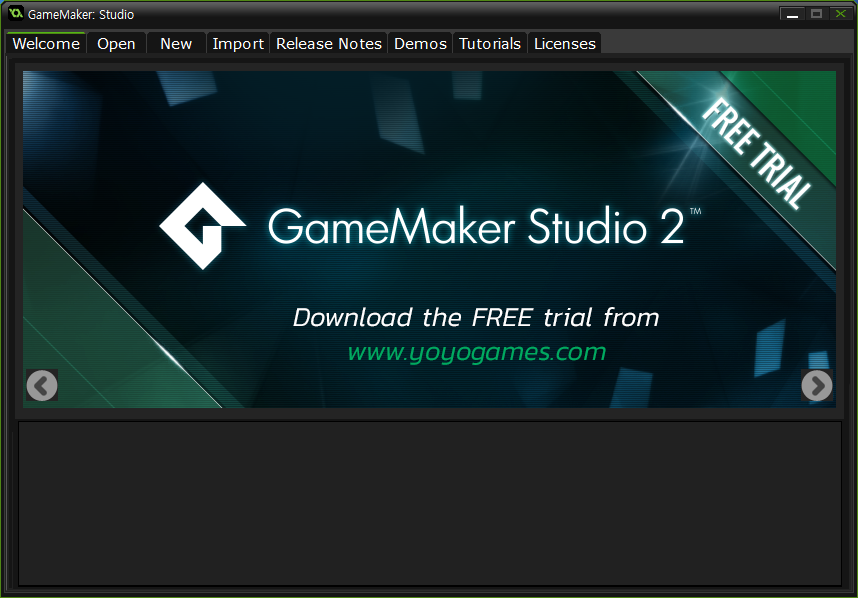 GameMaker: Studio
Welcome Open New Import Release Notes Demos Tutorials Licenses
FREE TRIAL
GameMaker Studio 2™
Download the FREE trial from
www.yoyogames.com